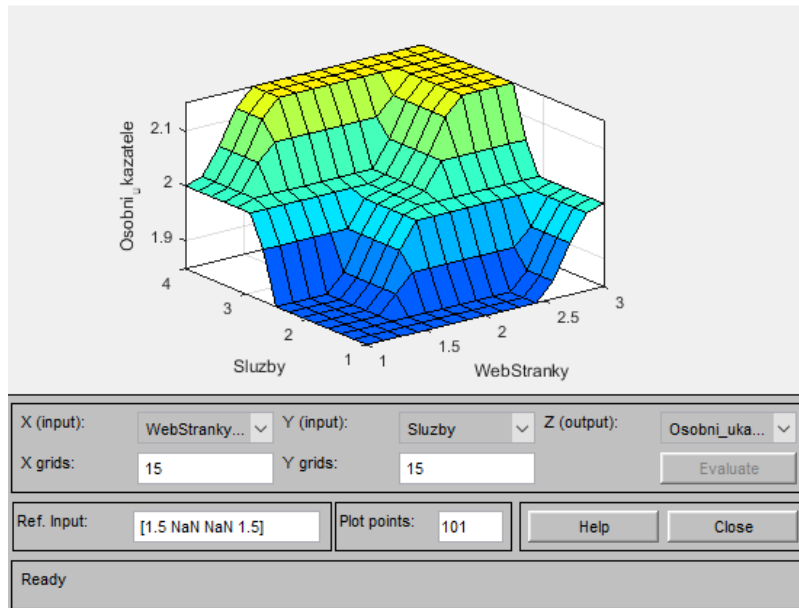 2.1
2
1.9
Osobni_ukazatele
4
3
2
1
Sluzby
1
1.5
2
2.5
3
WebStranky
X (input):
WebStranky...
Y (input):
Sluzby
Z (output):
Osobni_uka...
X grids:
15
Y grids:
15
Evaluate
Ref. Input:
[1.5 NaN NaN 1.5]
Plot points:
101
Help
Close
Ready